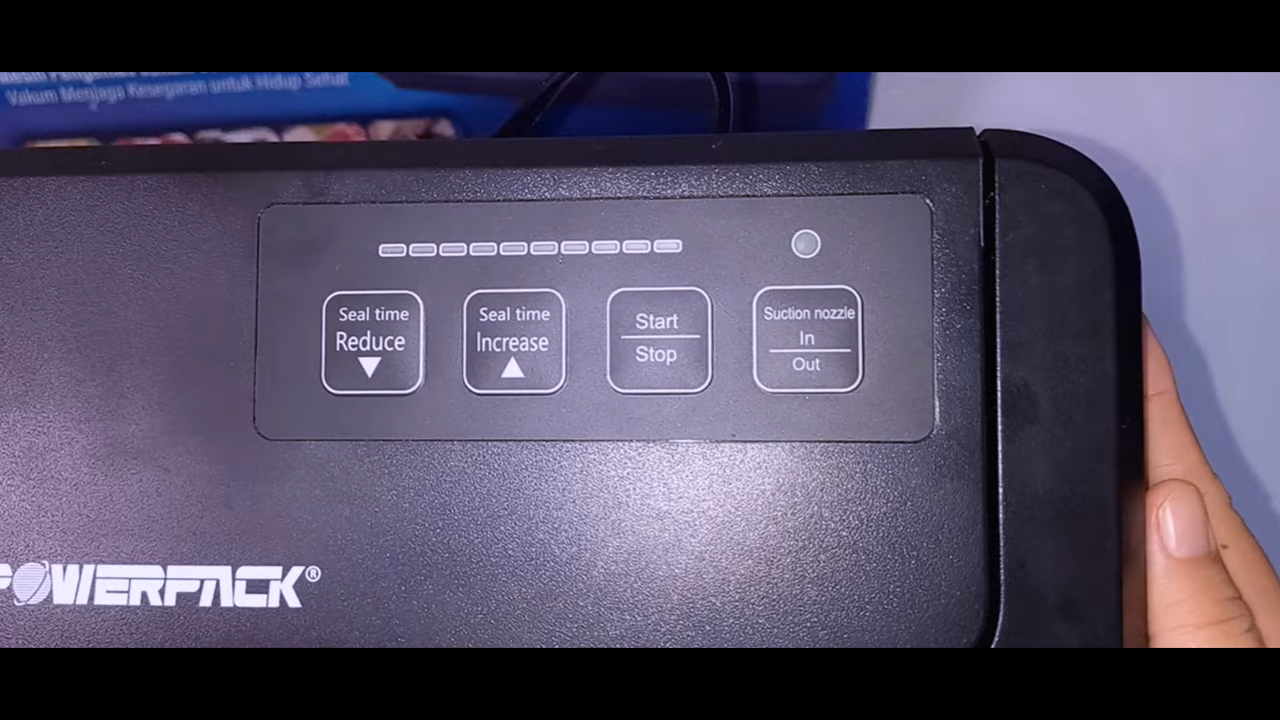 Vakum Menjaga Kesegaran untuk Hidup Sehat
Seal time
Reduce
Seal time
Increase
Start
Stop
Suction nozzle
In
Out
POWERPACK®